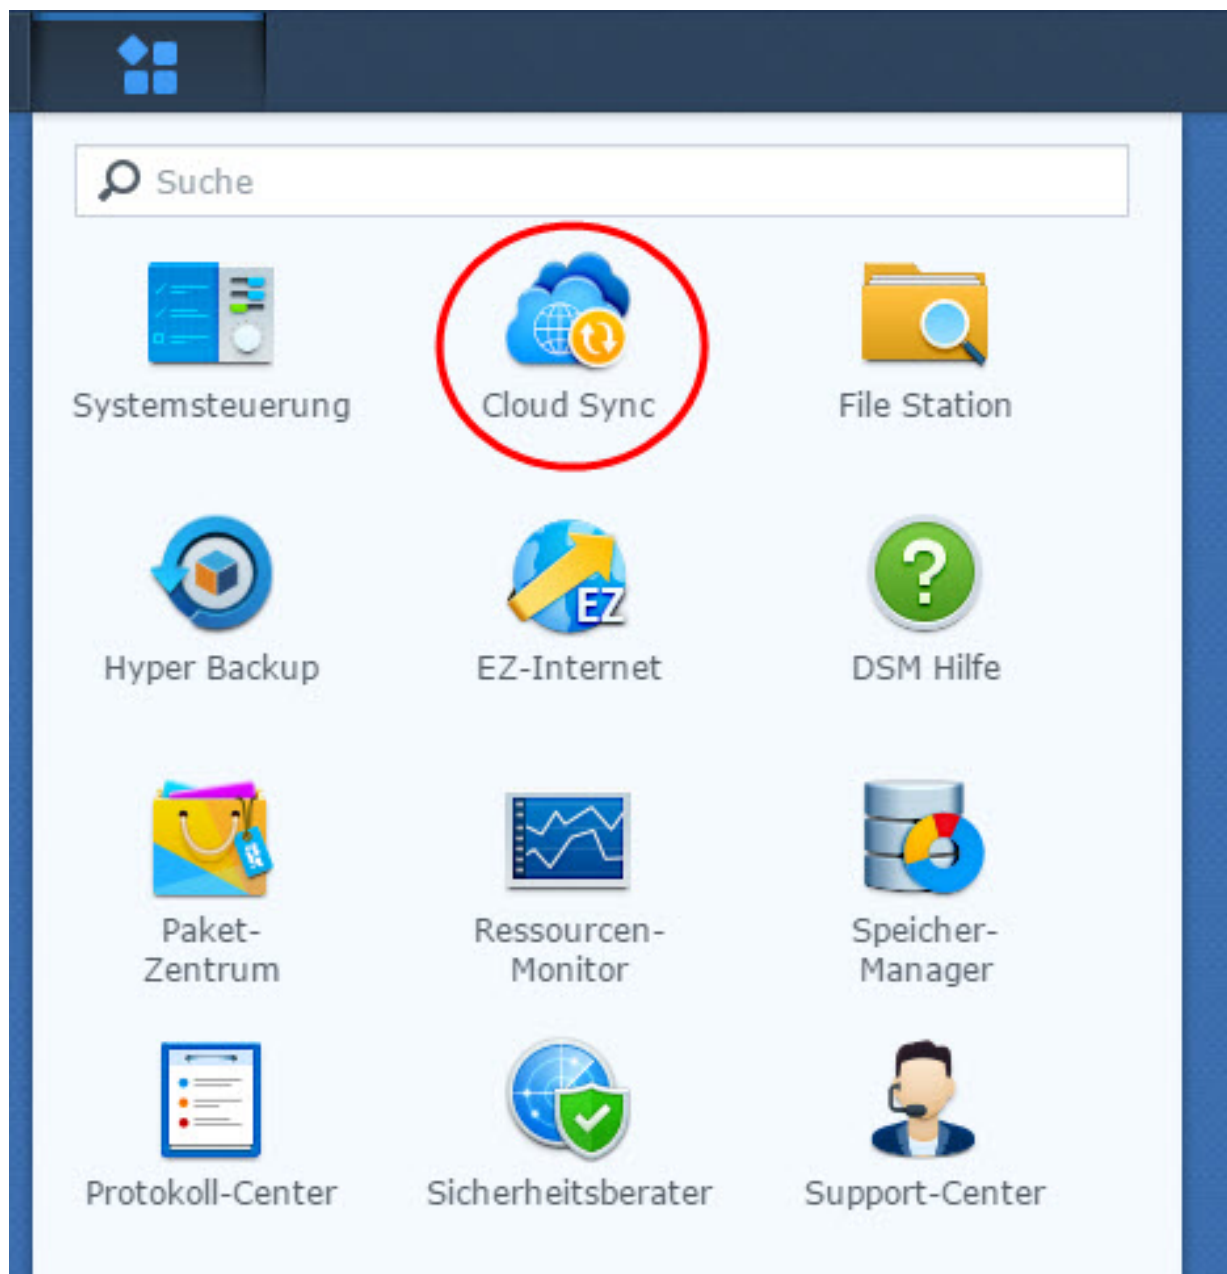 Suche
Systemsteuerung
Cloud Sync
File Station
EZ
Hyper Backup
EZ-Internet
DSM Hilfe
Paket-
Zentrum
Ressourcen-
Monitor
Speicher-
Manager
Protokoll-Center
Sicherheitsberater
Support-Center